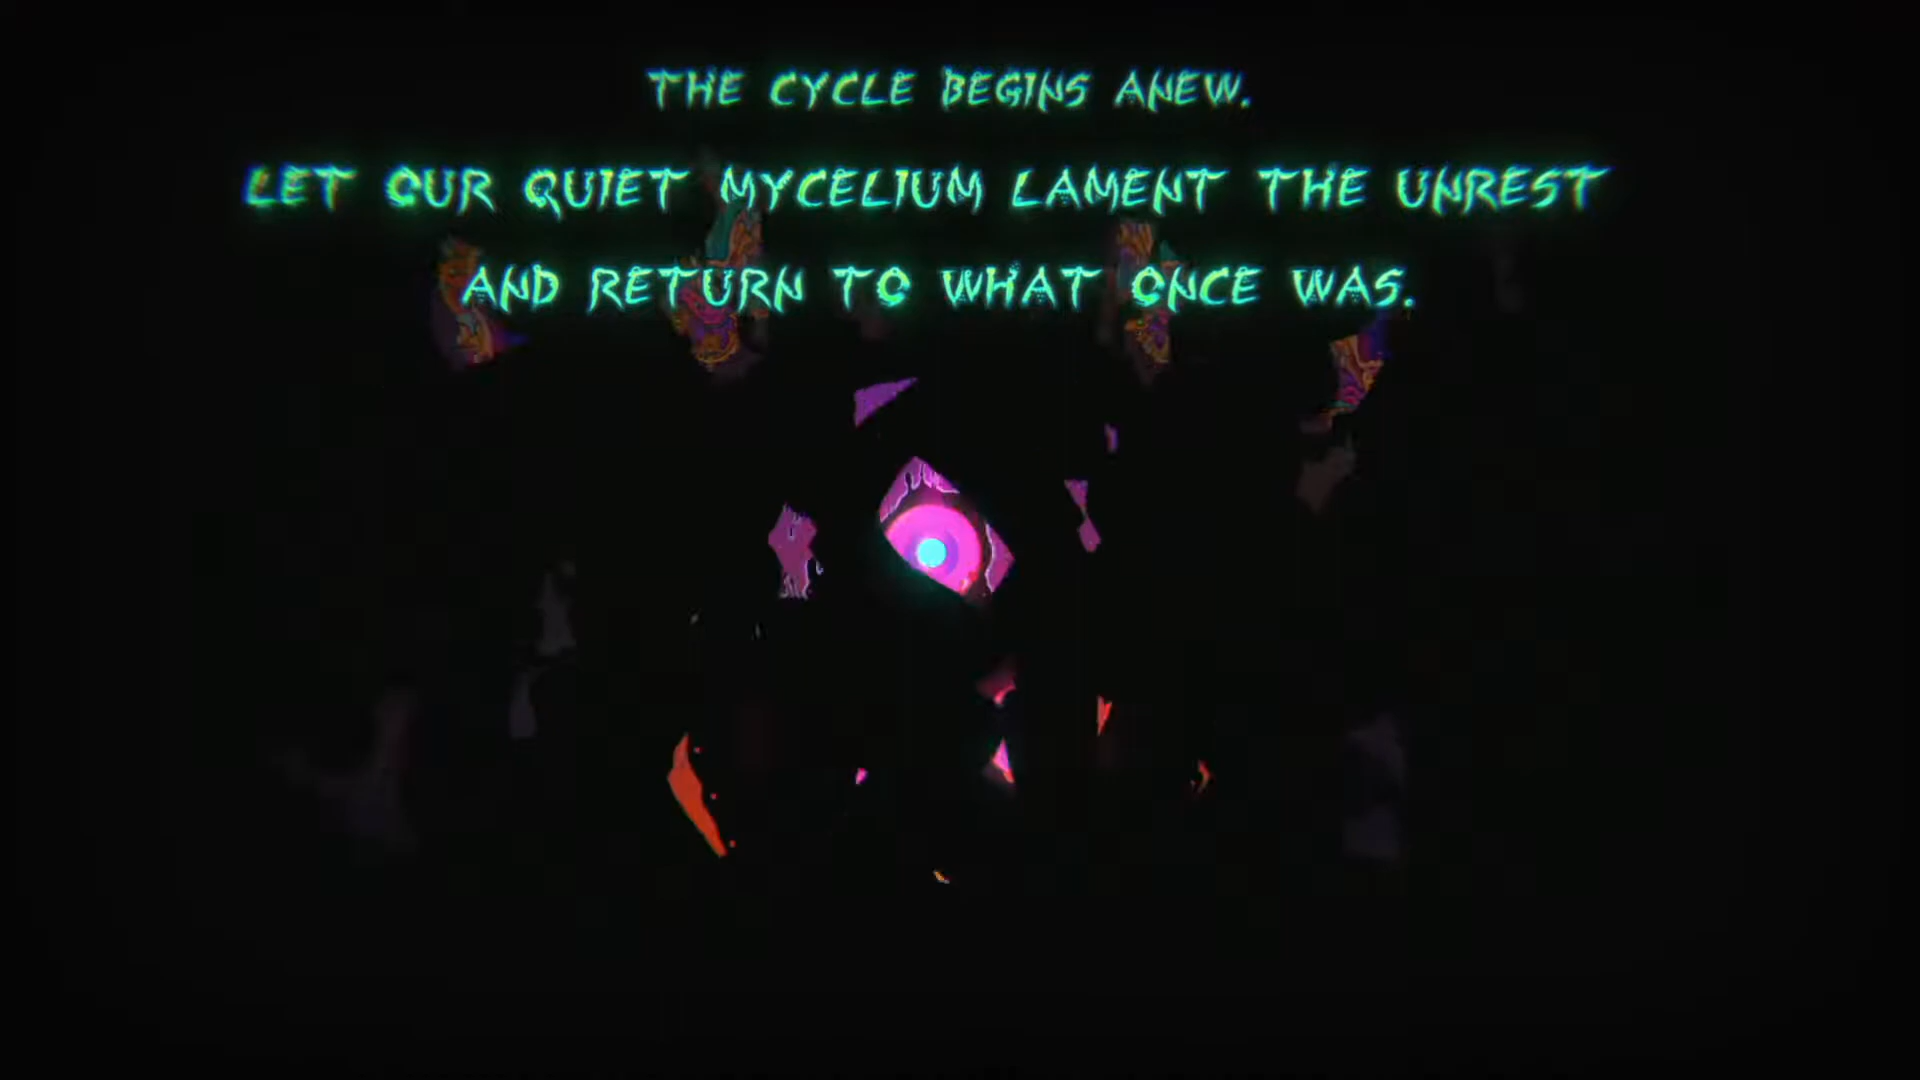 THE CYCLE BEGINS ANEW.
LET OUR QUIET MYCELIUM LAMENT THE UNREST
AND RETURN TO WHAT ONCE WAS.